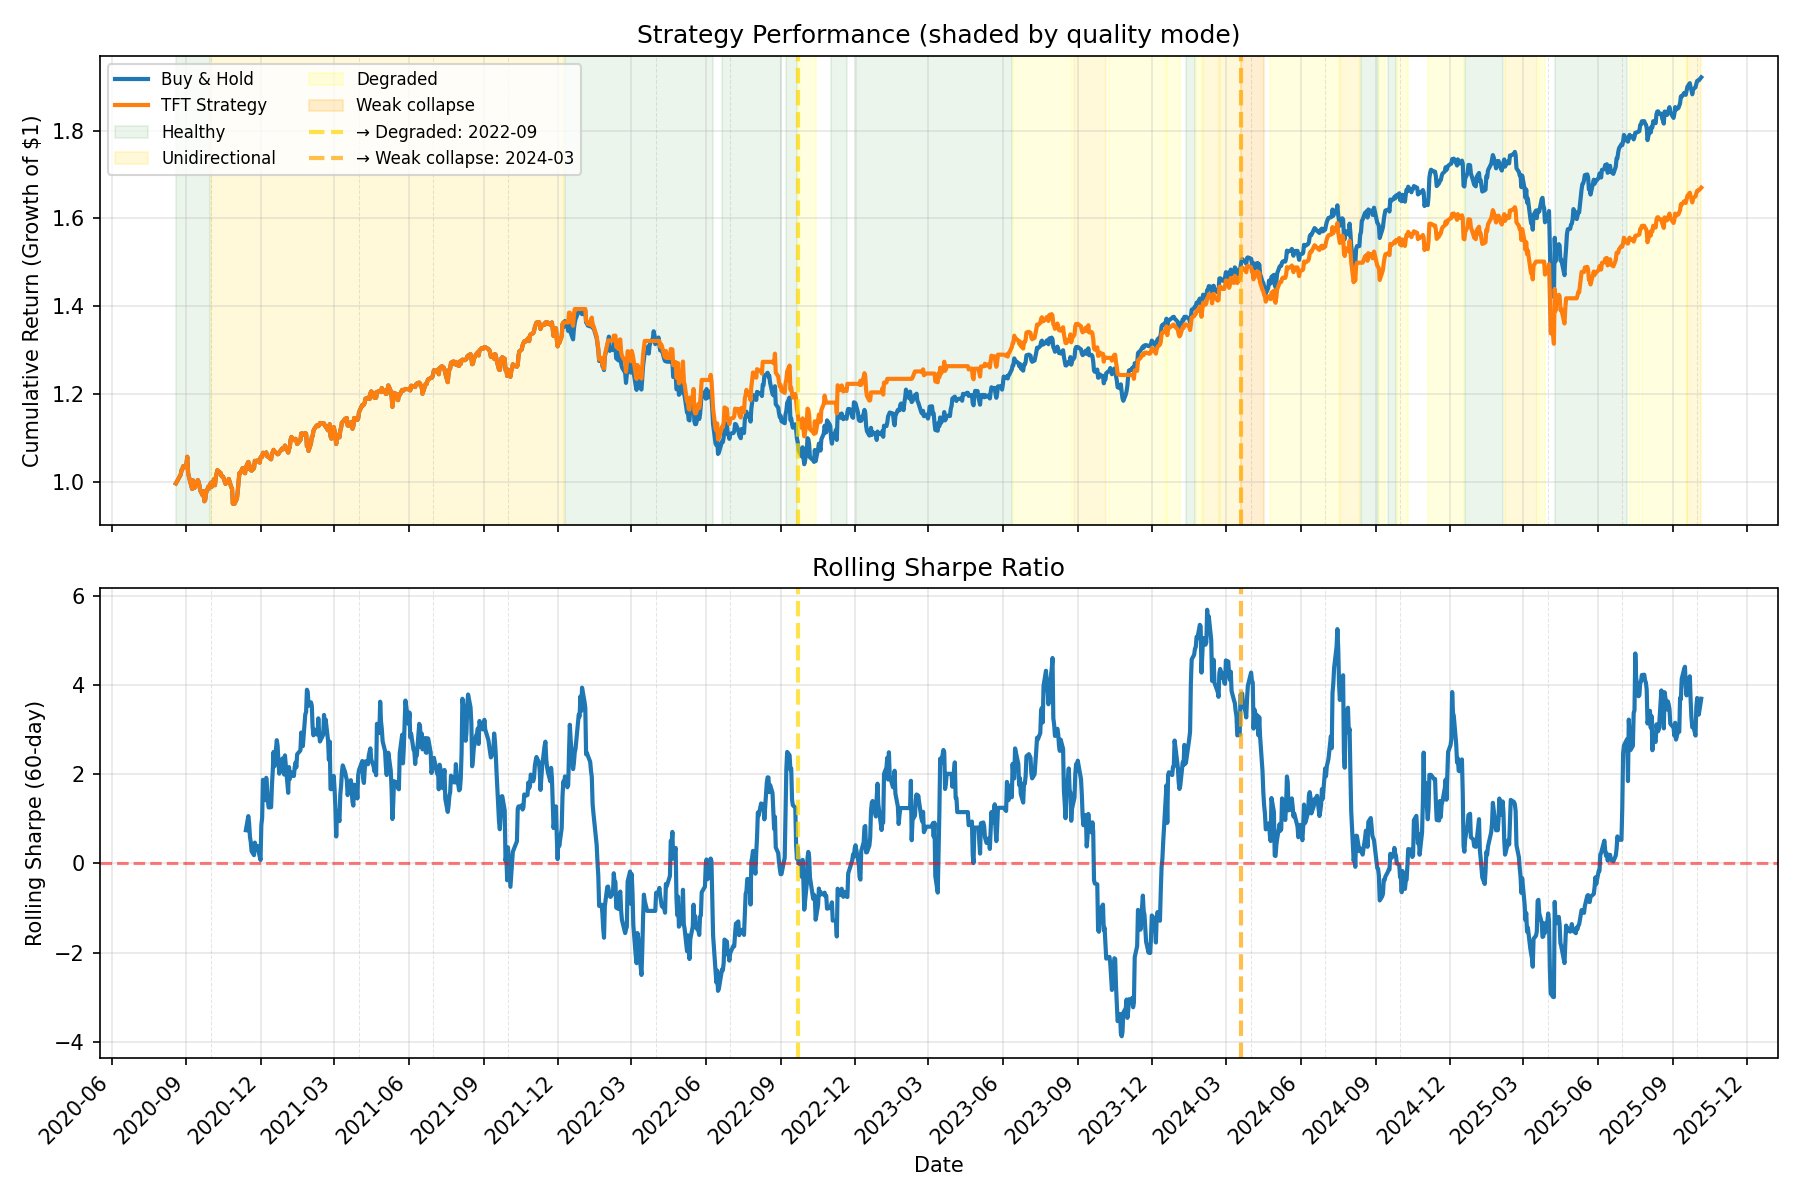 Strategy Performance (shaded by quality mode)
Cumulative Return (Growth of $1)
1.8
1.6
1.4
1.2
1.0
Buy & Hold
TFT Strategy
Healthy
Unidirectional
Degraded
Weak collapse
→ Degraded: 2022-09
→ Weak collapse: 2024-03
Rolling Sharpe Ratio
Rolling Sharpe (60-day)
6
4
2
0
−2
−4
2020-06
2020-09
2020-12
2021-03
2021-06
2021-09
2021-12
2022-03
2022-06
2022-09
2022-12
2023-03
2023-06
2023-09
2023-12
2024-03
2024-06
2024-09
2024-12
2025-03
2025-06
2025-09
2025-12
Date